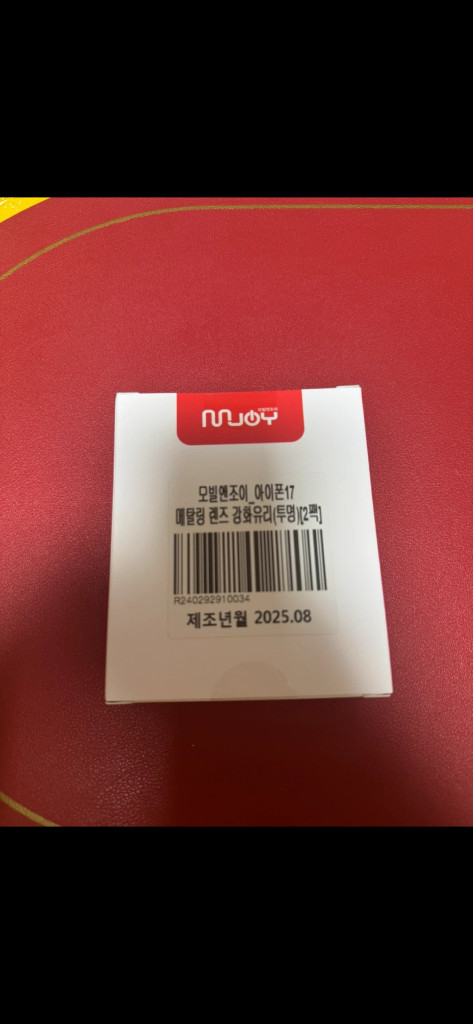 MJOY
모빌엔조이_아이폰17
메탈링 렌즈 강화유리(투명)[2팩]
R240292910034
제조년월 2025.08